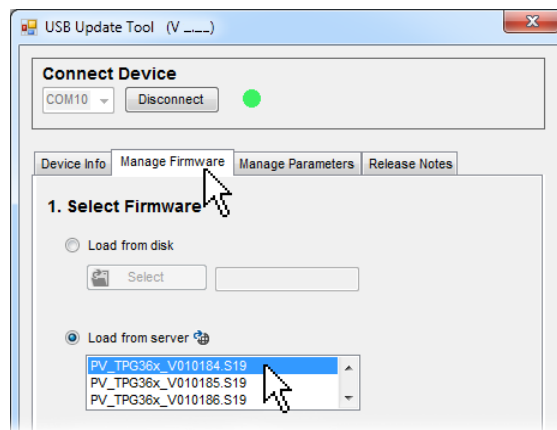 USB Update Tool (V _.__)
Connect Device
COM10 Disconnect
Device Info Manage Firmware Manage Parameters Release Notes
1. Select Firmware
Load from disk
Select
Load from server
PV_TPG36x_V010184.S19
PV_TPG36x_V010185.S19
PV_TPG36x_V010186.S19